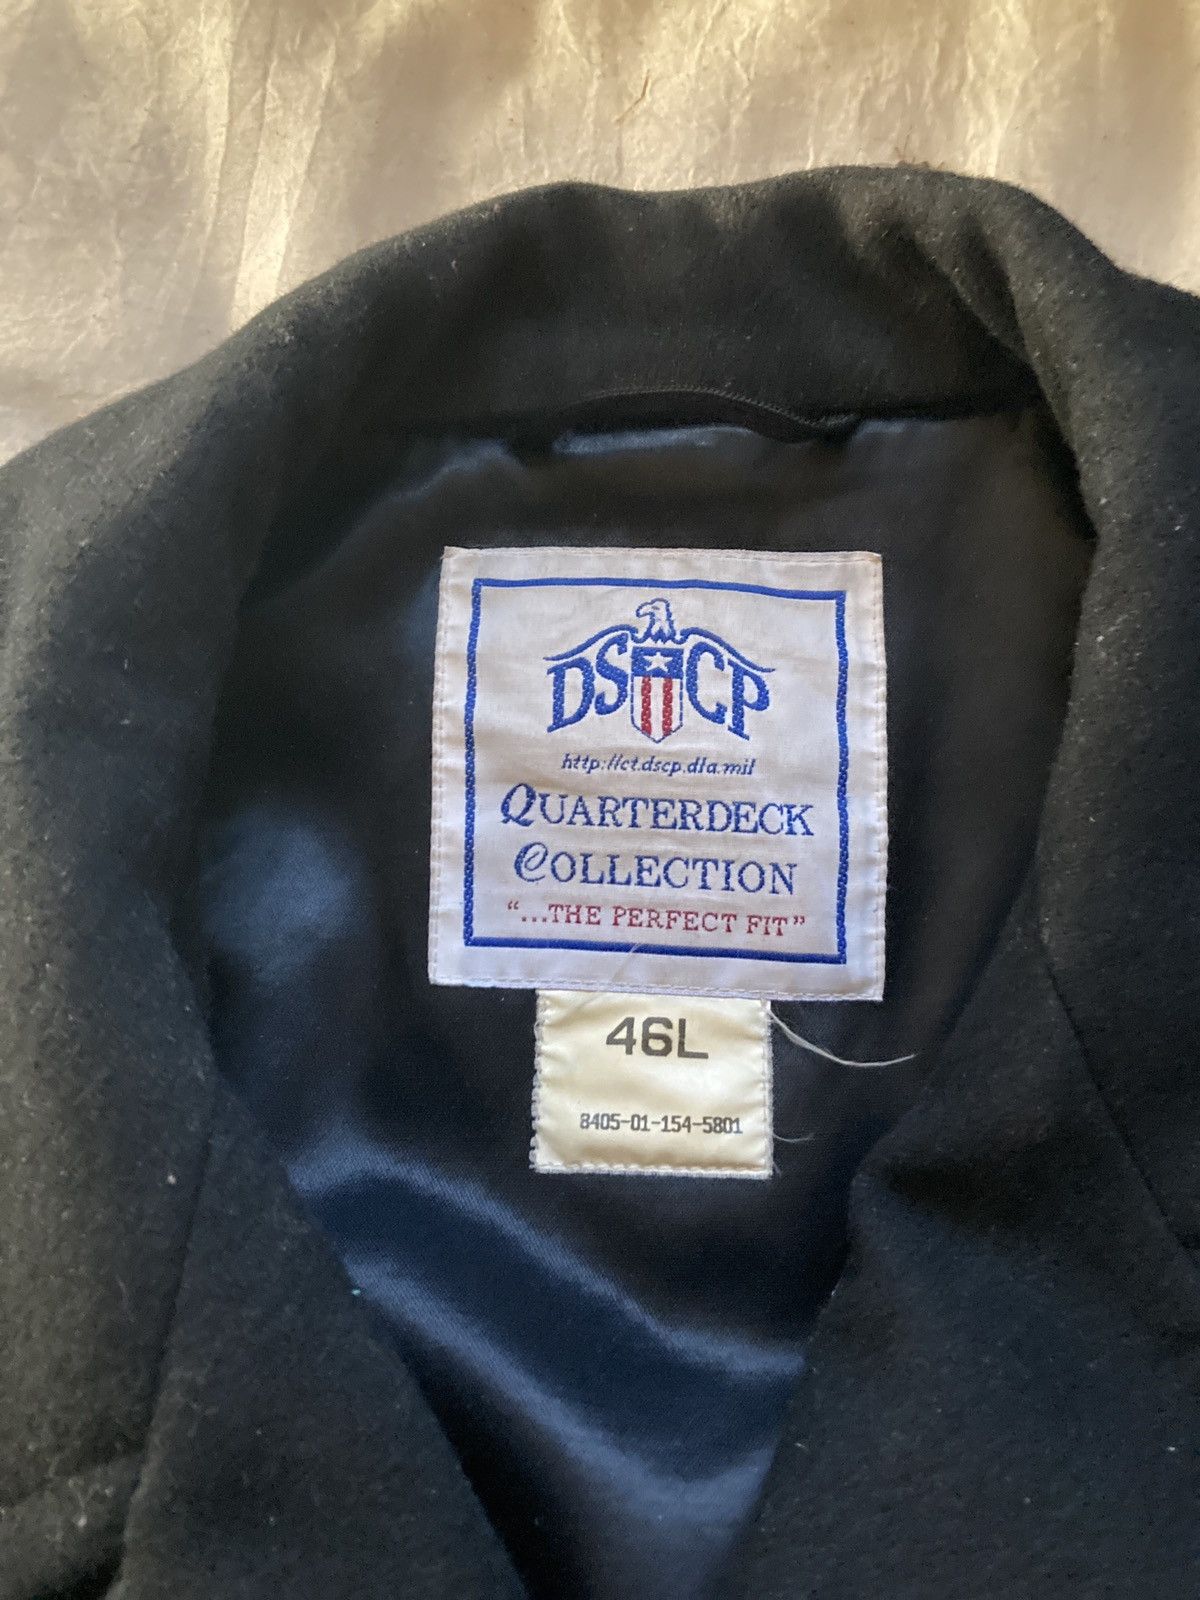 DSCP
http://ct.dscp.dla.mil
QUARTERDECK
COLLECTION
"...THE PERFECT FIT"
46L
8405-01-154-5801